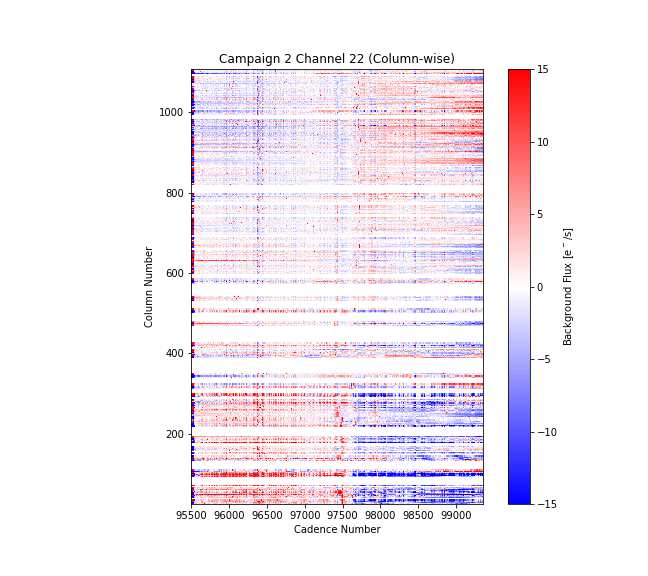 Campaign 2 Channel 22 (Column-wise)
1000
800
600
400
200
Column Number
95500 96000 96500 97000 97500 98000 98500 99000
Cadence Number
15
10
5
0
−5
−10
−15
Background Flux [e⁻/s]